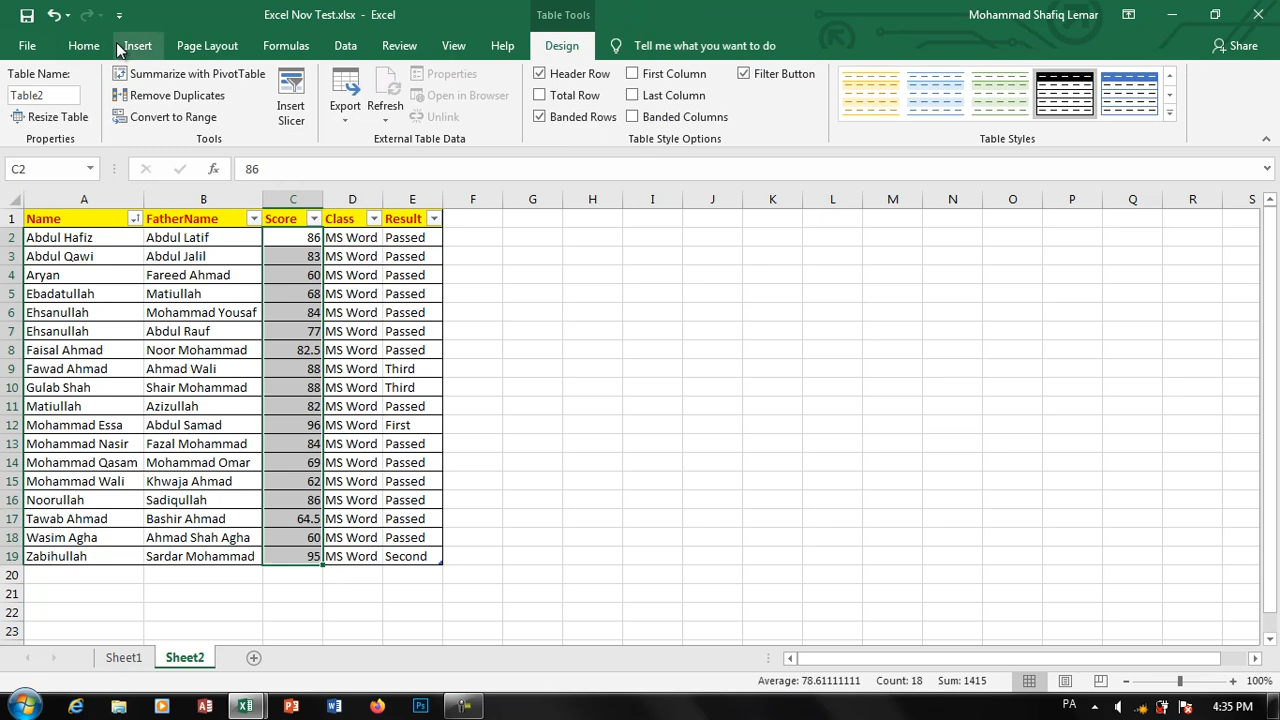 Excel Nov Test.xlsx - Excel
Table Tools
Mohammad Shafiq Lemar
File Home Insert Page Layout Formulas Data Review View Help Design Tell me what you want to do Share
Table Name:
Table2
Resize Table
Properties
Summarize with PivotTable
Remove Duplicates
Convert to Range
Insert
Slicer
Tools
Export
Refresh
Properties
Open in Browser
Unlink
External Table Data
Header Row First Column Filter Button
Total Row Last Column
Banded Rows Banded Columns
Table Style Options
Table Styles
C2 fx 86
A B C D E F G H I J K L M N O P Q R S
1 Name FatherName Score Class Result
2 Abdul Hafiz Abdul Latif 86 MS Word Passed
3 Abdul Qawi Abdul Jalil 83 MS Word Passed
4 Aryan Fareed Ahmad 60 MS Word Passed
5 Ebadatullah Matiullah 68 MS Word Passed
6 Ehsanullah Mohammad Yousaf 84 MS Word Passed
7 Ehsanullah Abdul Rauf 77 MS Word Passed
8 Faisal Ahmad Noor Mohammad 82.5 MS Word Passed
9 Fawad Ahmad Ahmad Wali 88 MS Word Third
10 Gulab Shah Shair Mohammad 88 MS Word Third
11 Matiullah Azizullah 82 MS Word Passed
12 Mohammad Essa Abdul Samad 96 MS Word First
13 Mohammad Nasir Fazal Mohammad 84 MS Word Passed
14 Mohammad Qasam Mohammad Omar 69 MS Word Passed
15 Mohammad Wali Khwaja Ahmad 62 MS Word Passed
16 Noorullah Sadiqullah 86 MS Word Passed
17 Tawab Ahmad Bashir Ahmad 64.5 MS Word Passed
18 Wasim Agha Ahmad Shah Agha 60 MS Word Passed
19 Zabihullah Sardar Mohammad 95 MS Word Second
20
21
22
23
Sheet1 Sheet2
Average: 78.61111111 Count: 18 Sum: 1415 100%
PA 4:35 PM